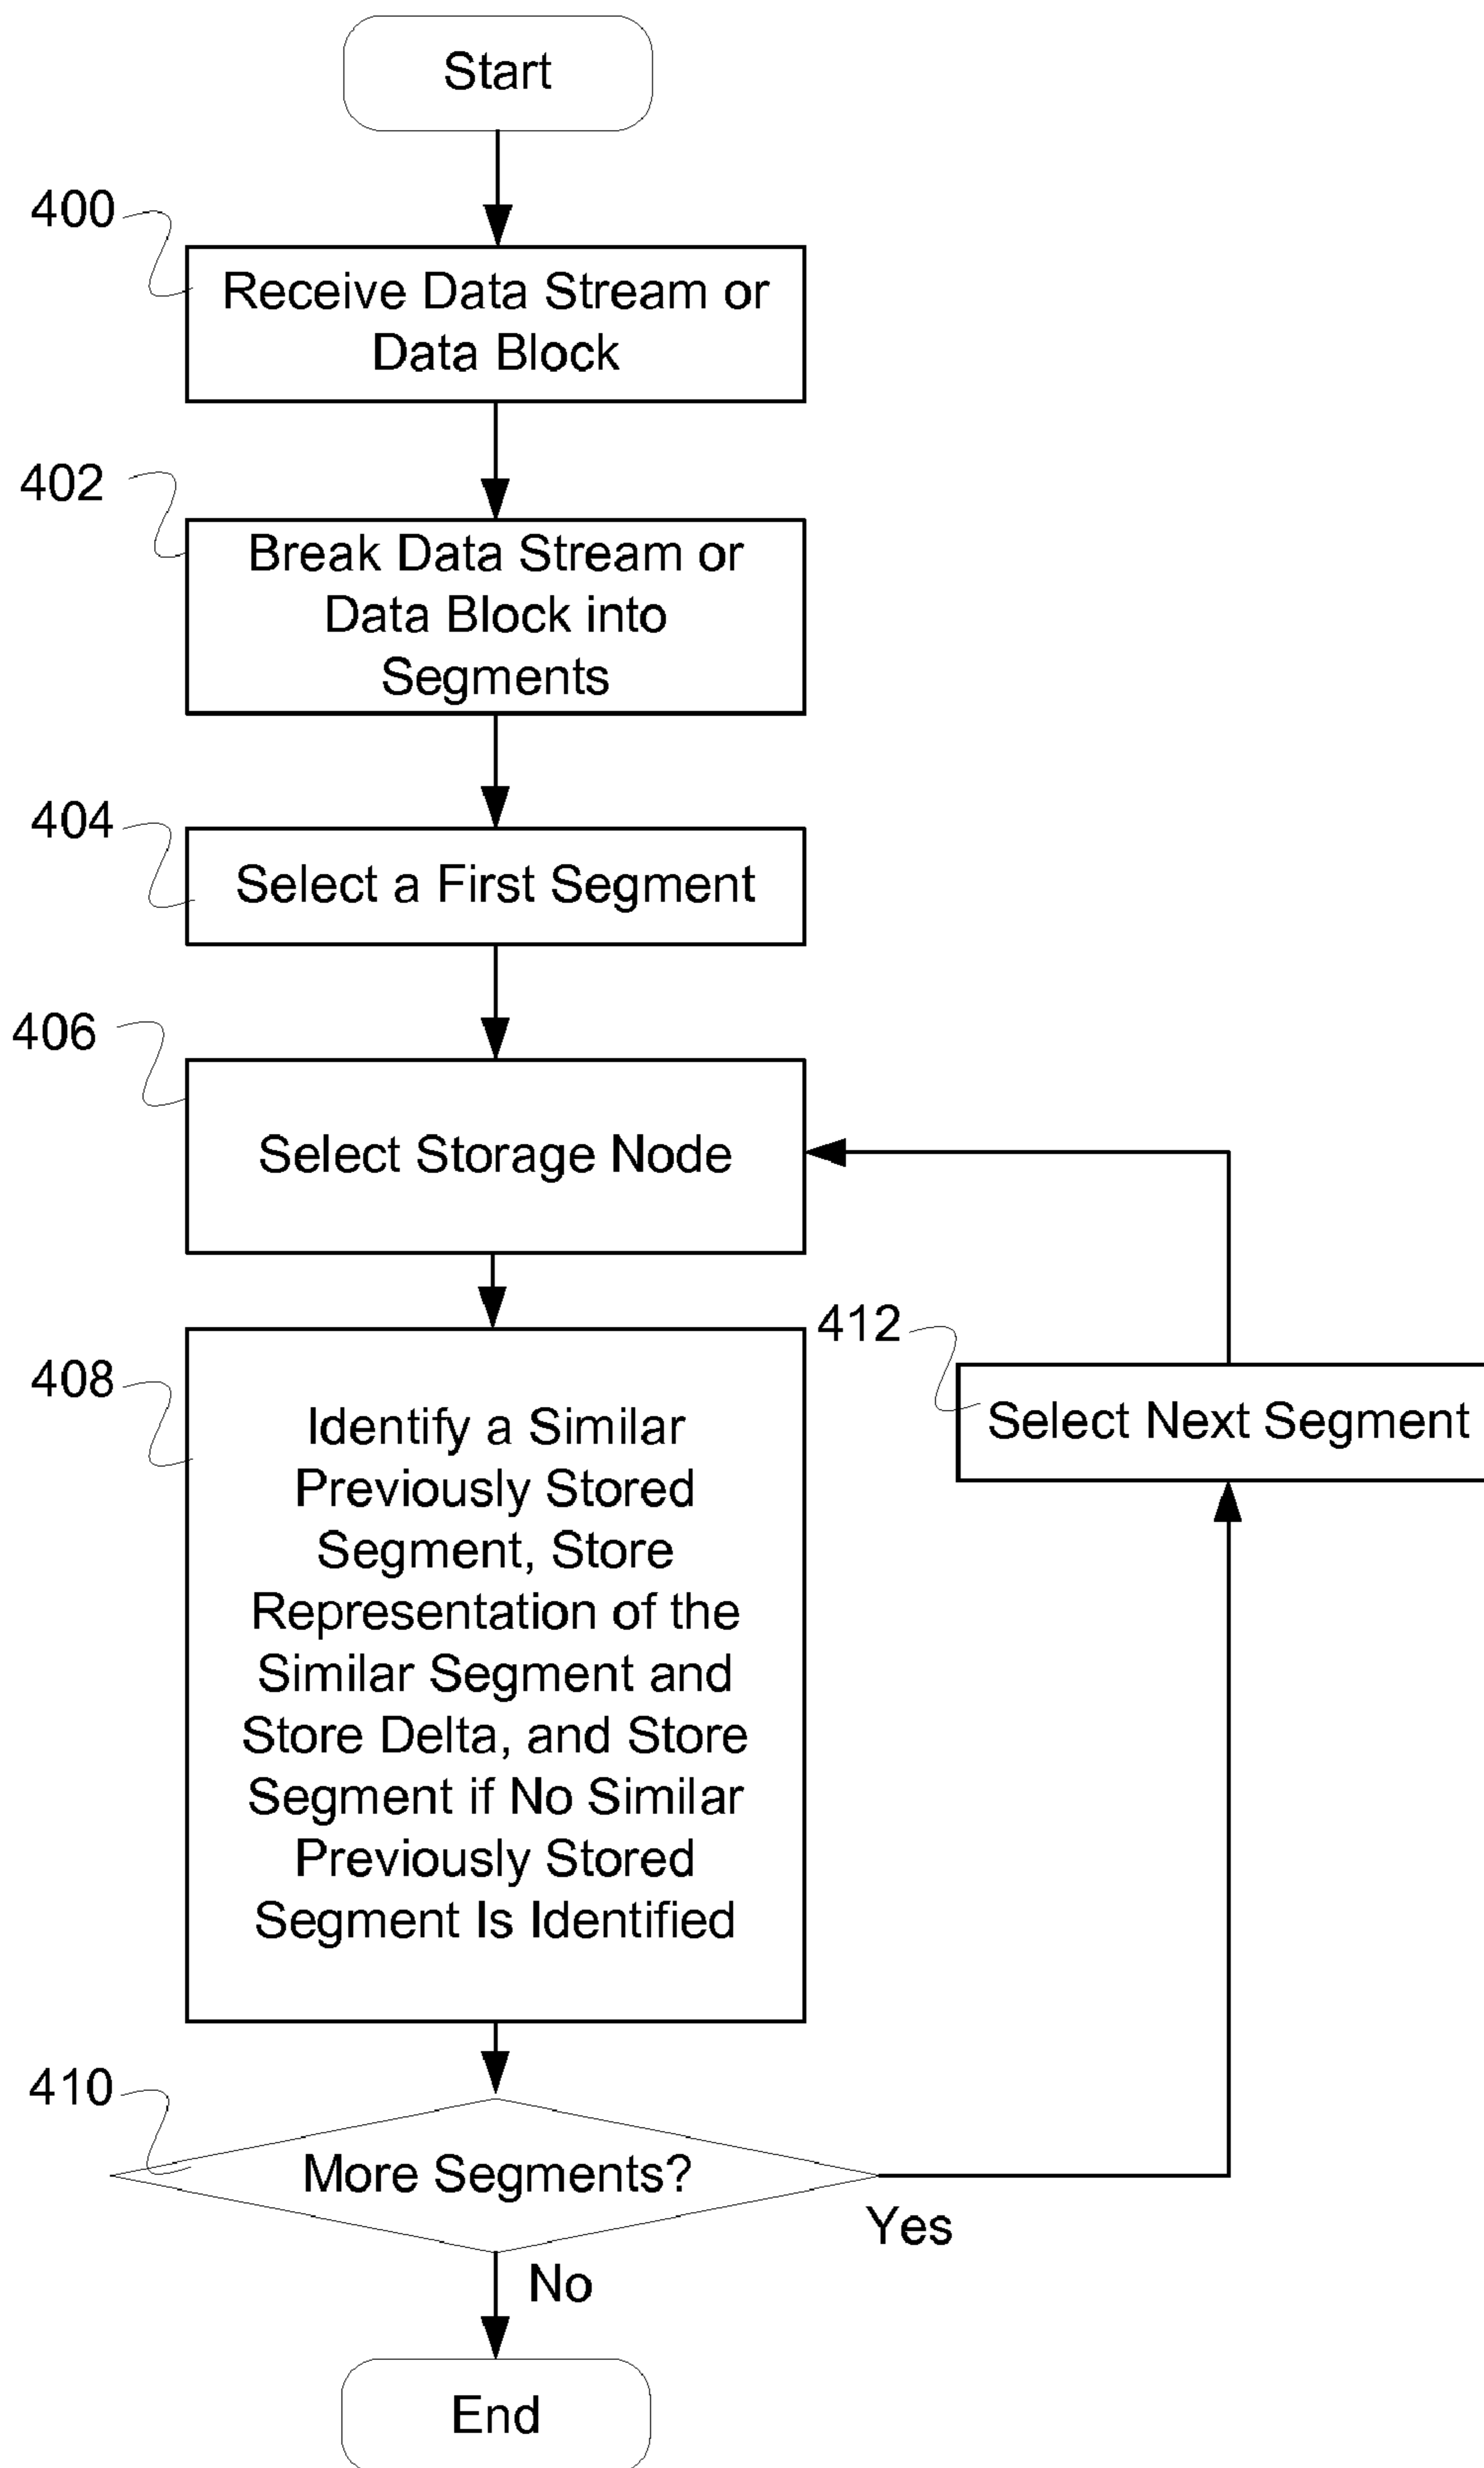 Start
400
Receive Data Stream or
Data Block
402
Break Data Stream or
Data Block into
Segments
404
Select a First Segment
406
Select Storage Node
408
Identify a Similar
Previously Stored
Segment, Store
Representation of the
Similar Segment and
Store Delta, and Store
Segment if No Similar
Previously Stored
Segment Is Identified
412
Select Next Segment
410
More Segments?
Yes
No
End